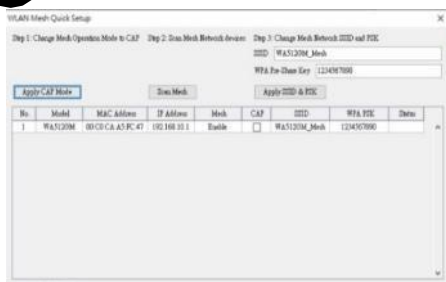 WLAN Mesh Quick Setup
Step 1: Change Mesh Operation Mode to CAP Step 2: Scan Mesh Network devices Step 3: Change Mesh Network SSID and PSK
SSID WA5120M_Mesh
WPA Pre-Share Key 1234567890
Apply CAP Mode Scan Mesh Apply SSID & PSK
No. Model MAC Address IP Address Mesh CAP SSID WPA PSK Status
1 WA5120M 00:C0:CA:A5:FC:47 192.168.10.1 Enable WA5120M_Mesh 1234567890